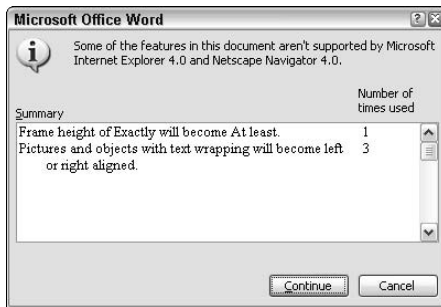 Microsoft Office Word
Some of the features in this document aren't supported by Microsoft
Internet Explorer 4.0 and Netscape Navigator 4.0.
Number of
Summary times used
Frame height of Exactly will become At least. 1
Pictures and objects with text wrapping will become left 3
or right aligned.
Continue Cancel